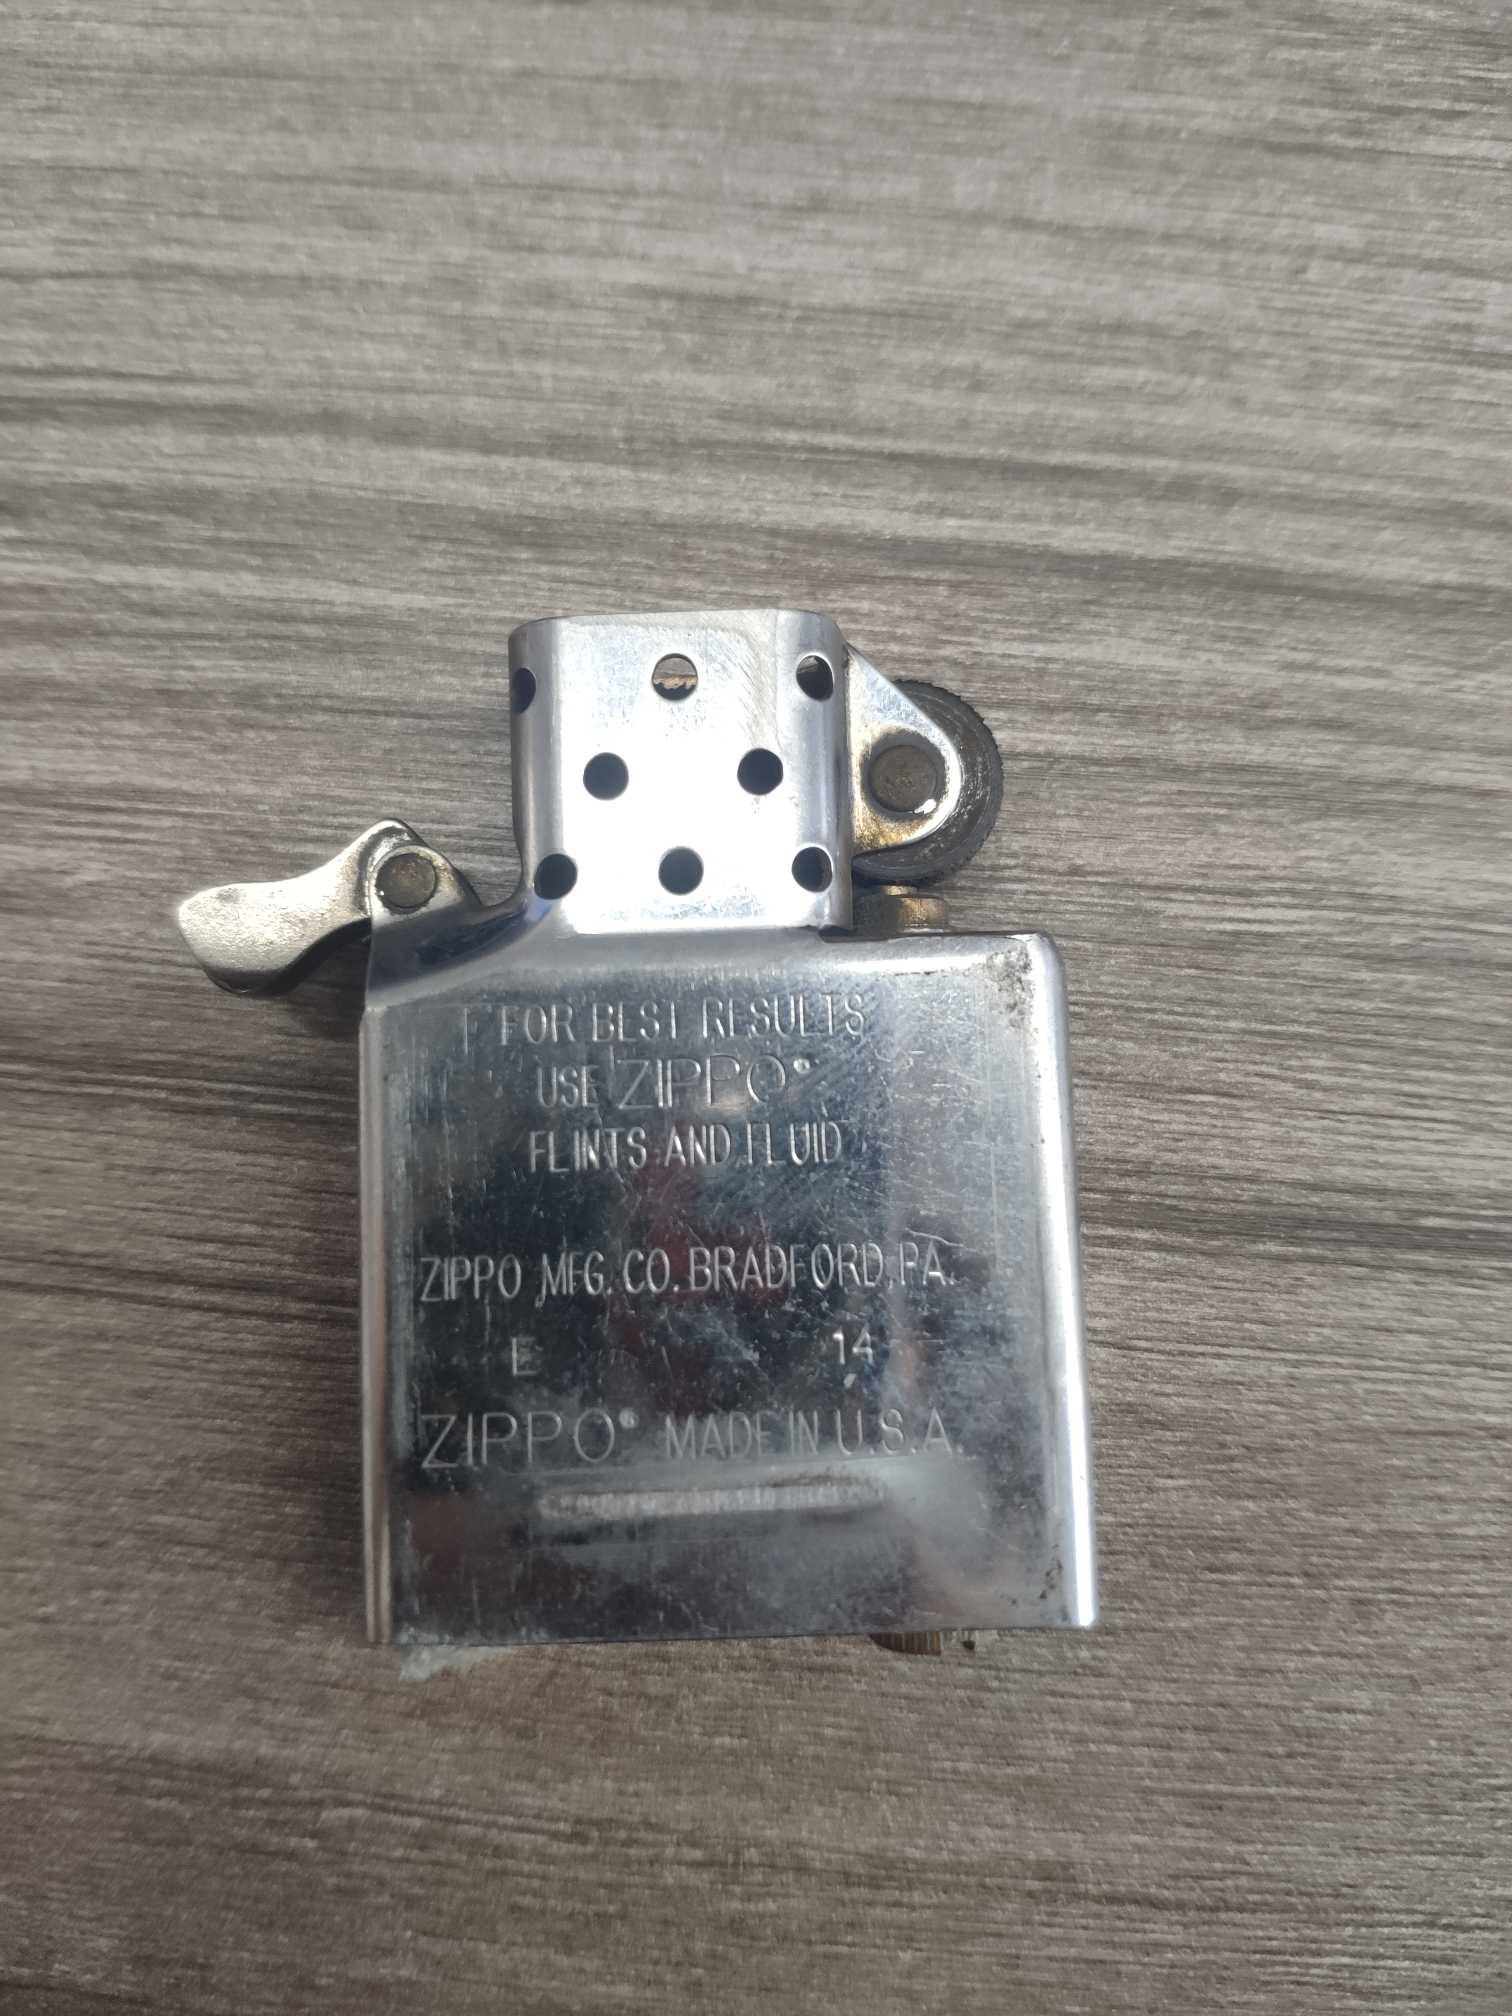 FOR BEST RESULTS
USE ZIPPO®
FLINTS AND FLUID
ZIPPO MFG. CO. BRADFORD, PA.
E 14
ZIPPO® MADE IN U.S.A.